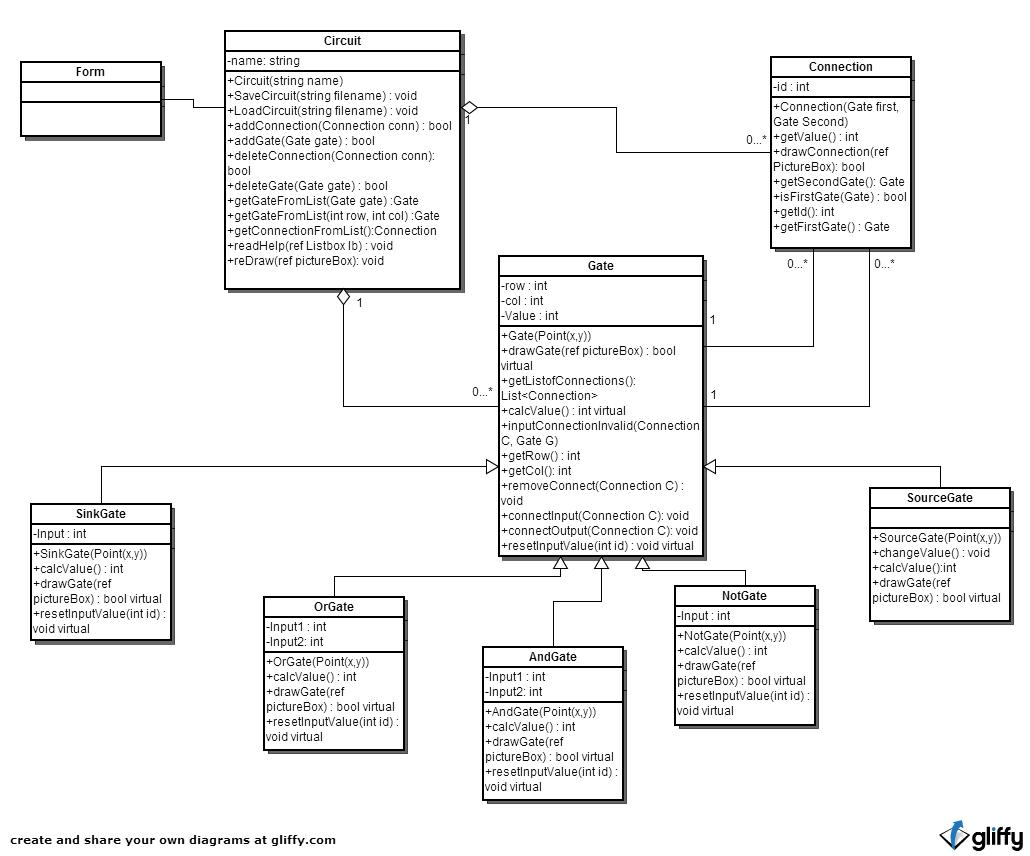 Form
Circuit
-name: string
+Circuit(string name)
+SaveCircuit(string filename) : void
+LoadCircuit(string filename) : void
+addConnection(Connection conn) : bool
+addGate(Gate gate) : bool
+deleteConnection(Connection conn):
bool
+deleteGate(Gate gate) : bool
+getGateFromList(Gate gate) :Gate
+getGateFromList(int row, int col) :Gate
+getConnectionFromList():Connection
+readHelp(ref Listbox lb) : void
+reDraw(ref pictureBox): void
1
0...*
1
0...*
Connection
-id : int
+Connection(Gate first,
Gate Second)
+getValue() : int
+drawConnection(ref
PictureBox): bool
+getSecondGate(): Gate
+isFirstGate(Gate) : bool
+getId(): int
+getFirstGate() : Gate
0...*
0...*
1
1
Gate
-row : int
-col : int
-Value : int
+Gate(Point(x,y))
+drawGate(ref pictureBox) : bool
virtual
+getListofConnections():
List<Connection>
+calcValue() : int virtual
+inputConnectionInvalid(Connection
C, Gate G)
+getRow() : int
+getCol(): int
+removeConnect(Connection C) :
void
+connectInput(Connection C): void
+connectOutput(Connection C): void
+resetInputValue(int id) : void virtual
SinkGate
-Input : int
+SinkGate(Point(x,y))
+calcValue() : int
+drawGate(ref
pictureBox) : bool virtual
+resetInputValue(int id) :
void virtual
OrGate
-Input1 : int
-Input2: int
+OrGate(Point(x,y))
+calcValue() : int
+drawGate(ref
pictureBox) : bool virtual
+resetInputValue(int id) :
void virtual
AndGate
-Input1 : int
-Input2: int
+AndGate(Point(x,y))
+calcValue() : int
+drawGate(ref
pictureBox) : bool virtual
+resetInputValue(int id) :
void virtual
NotGate
-Input : int
+NotGate(Point(x,y))
+calcValue() : int
+drawGate(ref
pictureBox) : bool virtual
+resetInputValue(int id) :
void virtual
SourceGate
+SourceGate(Point(x,y))
+changeValue() : void
+calcValue():int
+drawGate(ref
pictureBox) : bool virtual
create and share your own diagrams at gliffy.com
gliffy